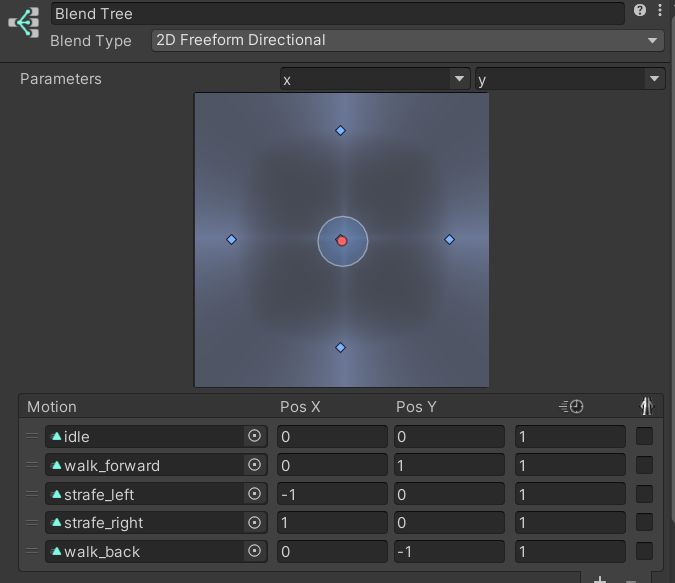 Blend Tree
Blend Type 2D Freeform Directional
Parameters x y
Motion Pos X Pos Y
idle 0 0 1
walk_forward 0 1 1
strafe_left -1 0 1
strafe_right 1 0 1
walk_back 0 -1 1